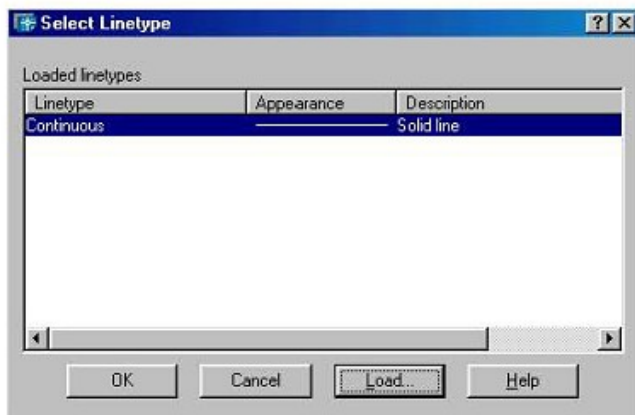 Select Linetype
Loaded linetypes
Linetype Appearance Description
Continuous Solid line
OK Cancel Load... Help